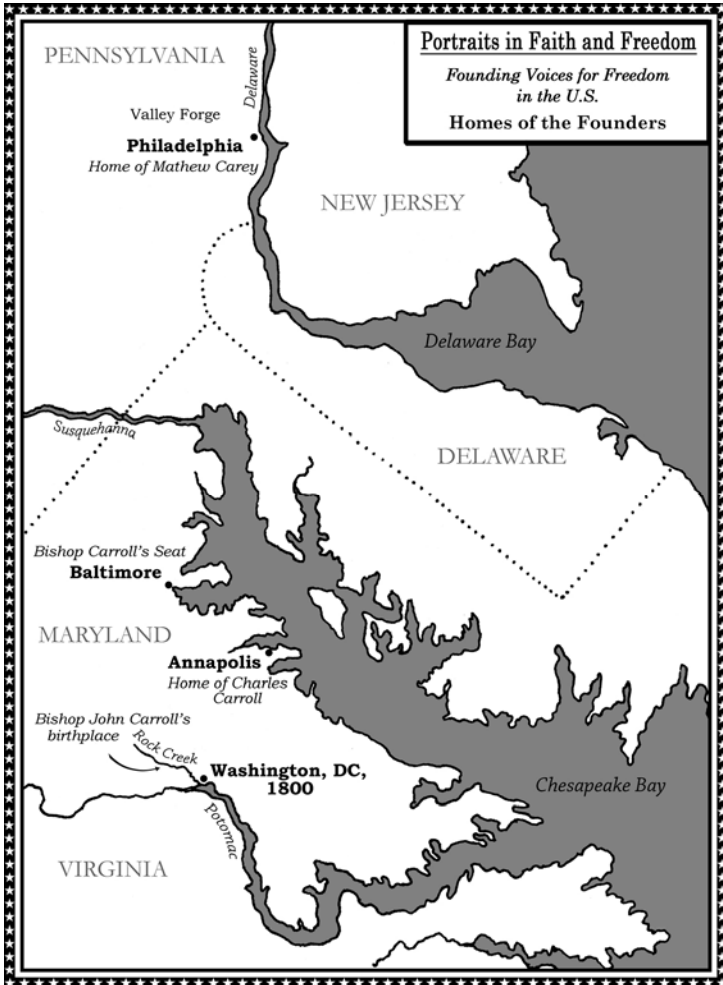 Portraits in Faith and Freedom
Founding Voices for Freedom
in the U.S.
Homes of the Founders
PENNSYLVANIA
Delaware
Valley Forge
Philadelphia
Home of Mathew Carey
NEW JERSEY
Delaware Bay
Susquehanna
DELAWARE
Bishop Carroll's Seat
Baltimore
MARYLAND
Annapolis
Home of Charles
Carroll
Bishop John Carroll's
birthplace
Rock Creek
Washington, DC,
1800
Chesapeake Bay
Potomac
VIRGINIA